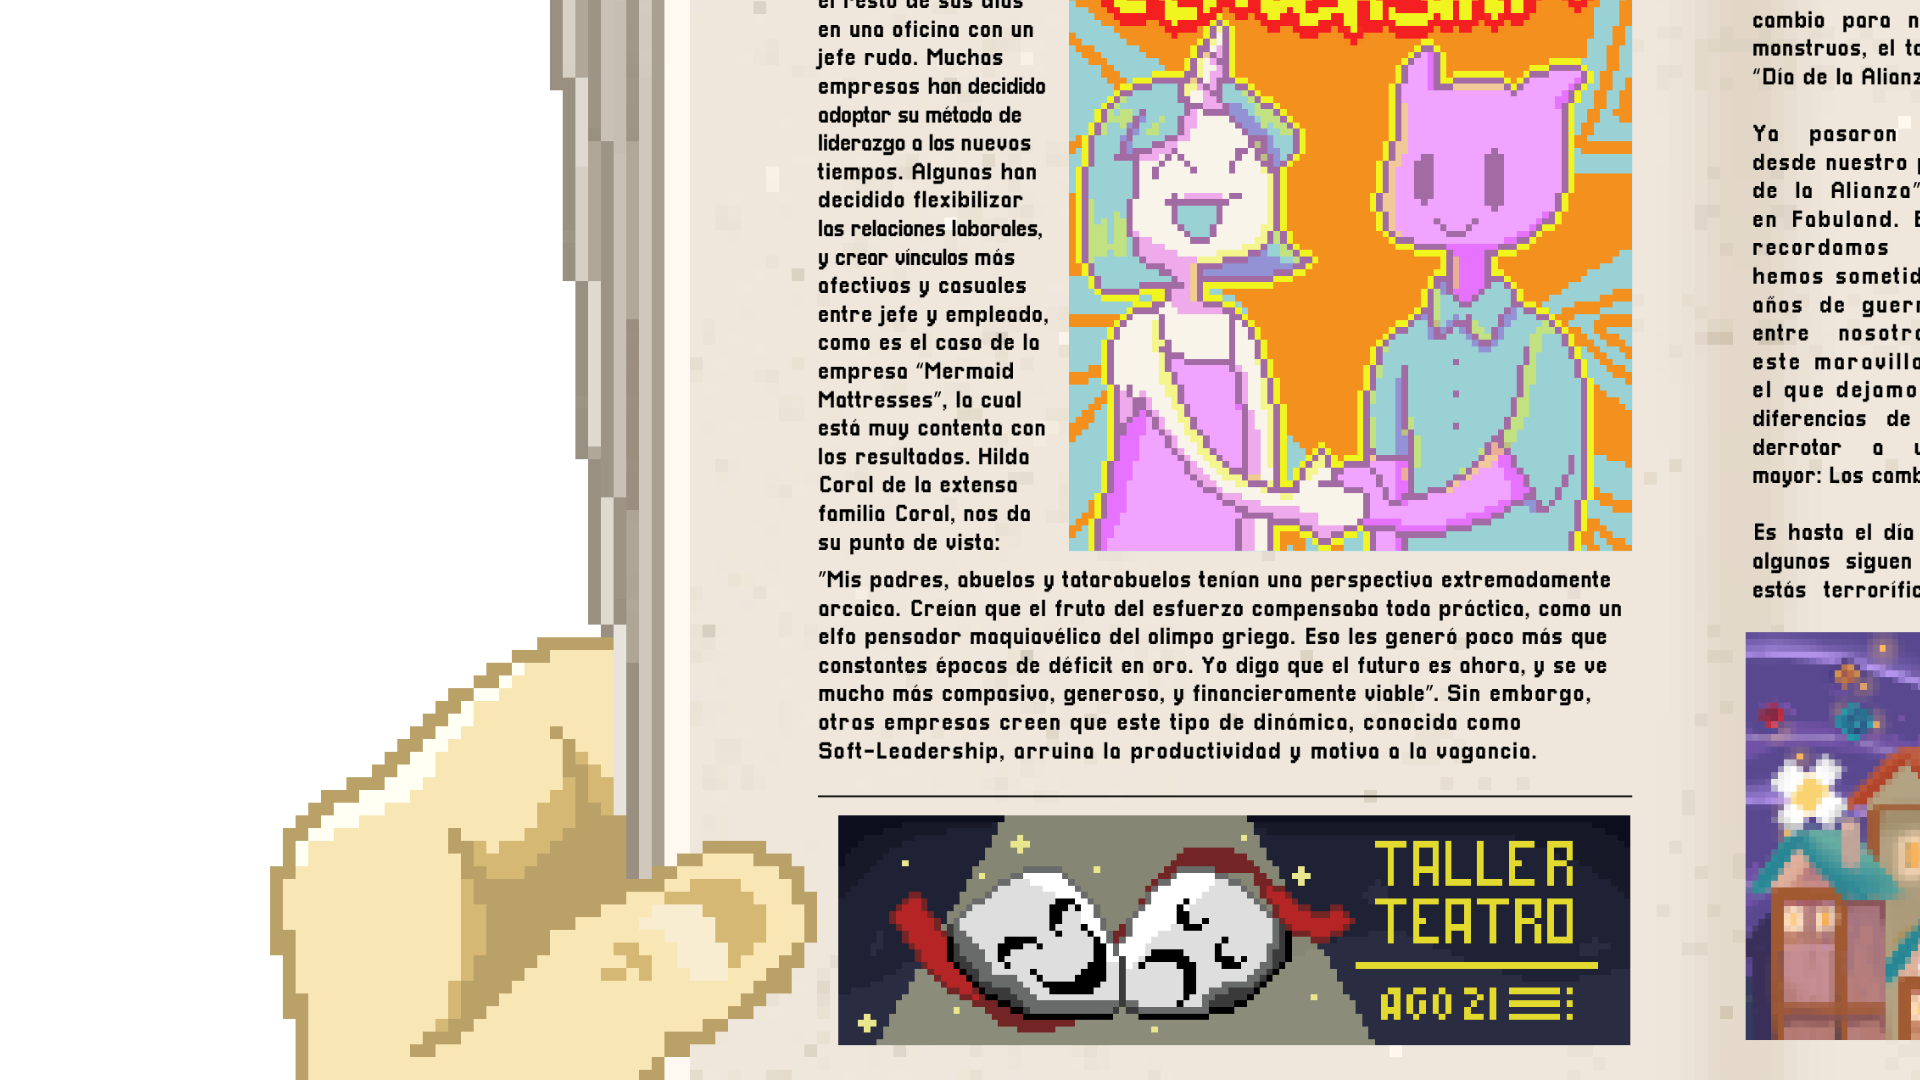 el resto de sus días
en una oficina con un
jefe rudo. Muchas
empresas han decidido
adoptar su método de
liderazgo a los nuevos
tiempos. Algunas han
decidido flexibilizar
las relaciones laborales,
y crear vínculos más
afectivos y casuales
entre jefe y empleado,
como es el caso de la
empresa "Mermaid
Mattresses", la cual
está muy contenta con
los resultados. Hilda
Coral de la extensa
familia Coral, nos da
su punto de vista:
"Mis padres, abuelos y tatarabuelos tenían una perspectiva extremadamente
arcaica. Creían que el fruto del esfuerzo compensaba toda práctica, como un
elfo pensador maquiavélico del olimpo griego. Eso les generó poco más que
constantes épocas de déficit en oro. Yo digo que el futuro es ahora, y se ve
mucho más compasivo, generoso, y financieramente viable". Sin embargo,
otras empresas creen que este tipo de dinámica, conocida como
Soft-Leadership, arruina la productividad y motiva a la vagancia.
TALLER
TEATRO
AGO 21
cambio para
monstruos, el
"Día de la
Ya pasaron
desde nuestro
de la Alianza"
en Fabuland.
recordamos
hemos
años de
entre
este
el que
diferencias de
derrotar a
mayor: Los
Es hasta el día
algunos siguen
estás